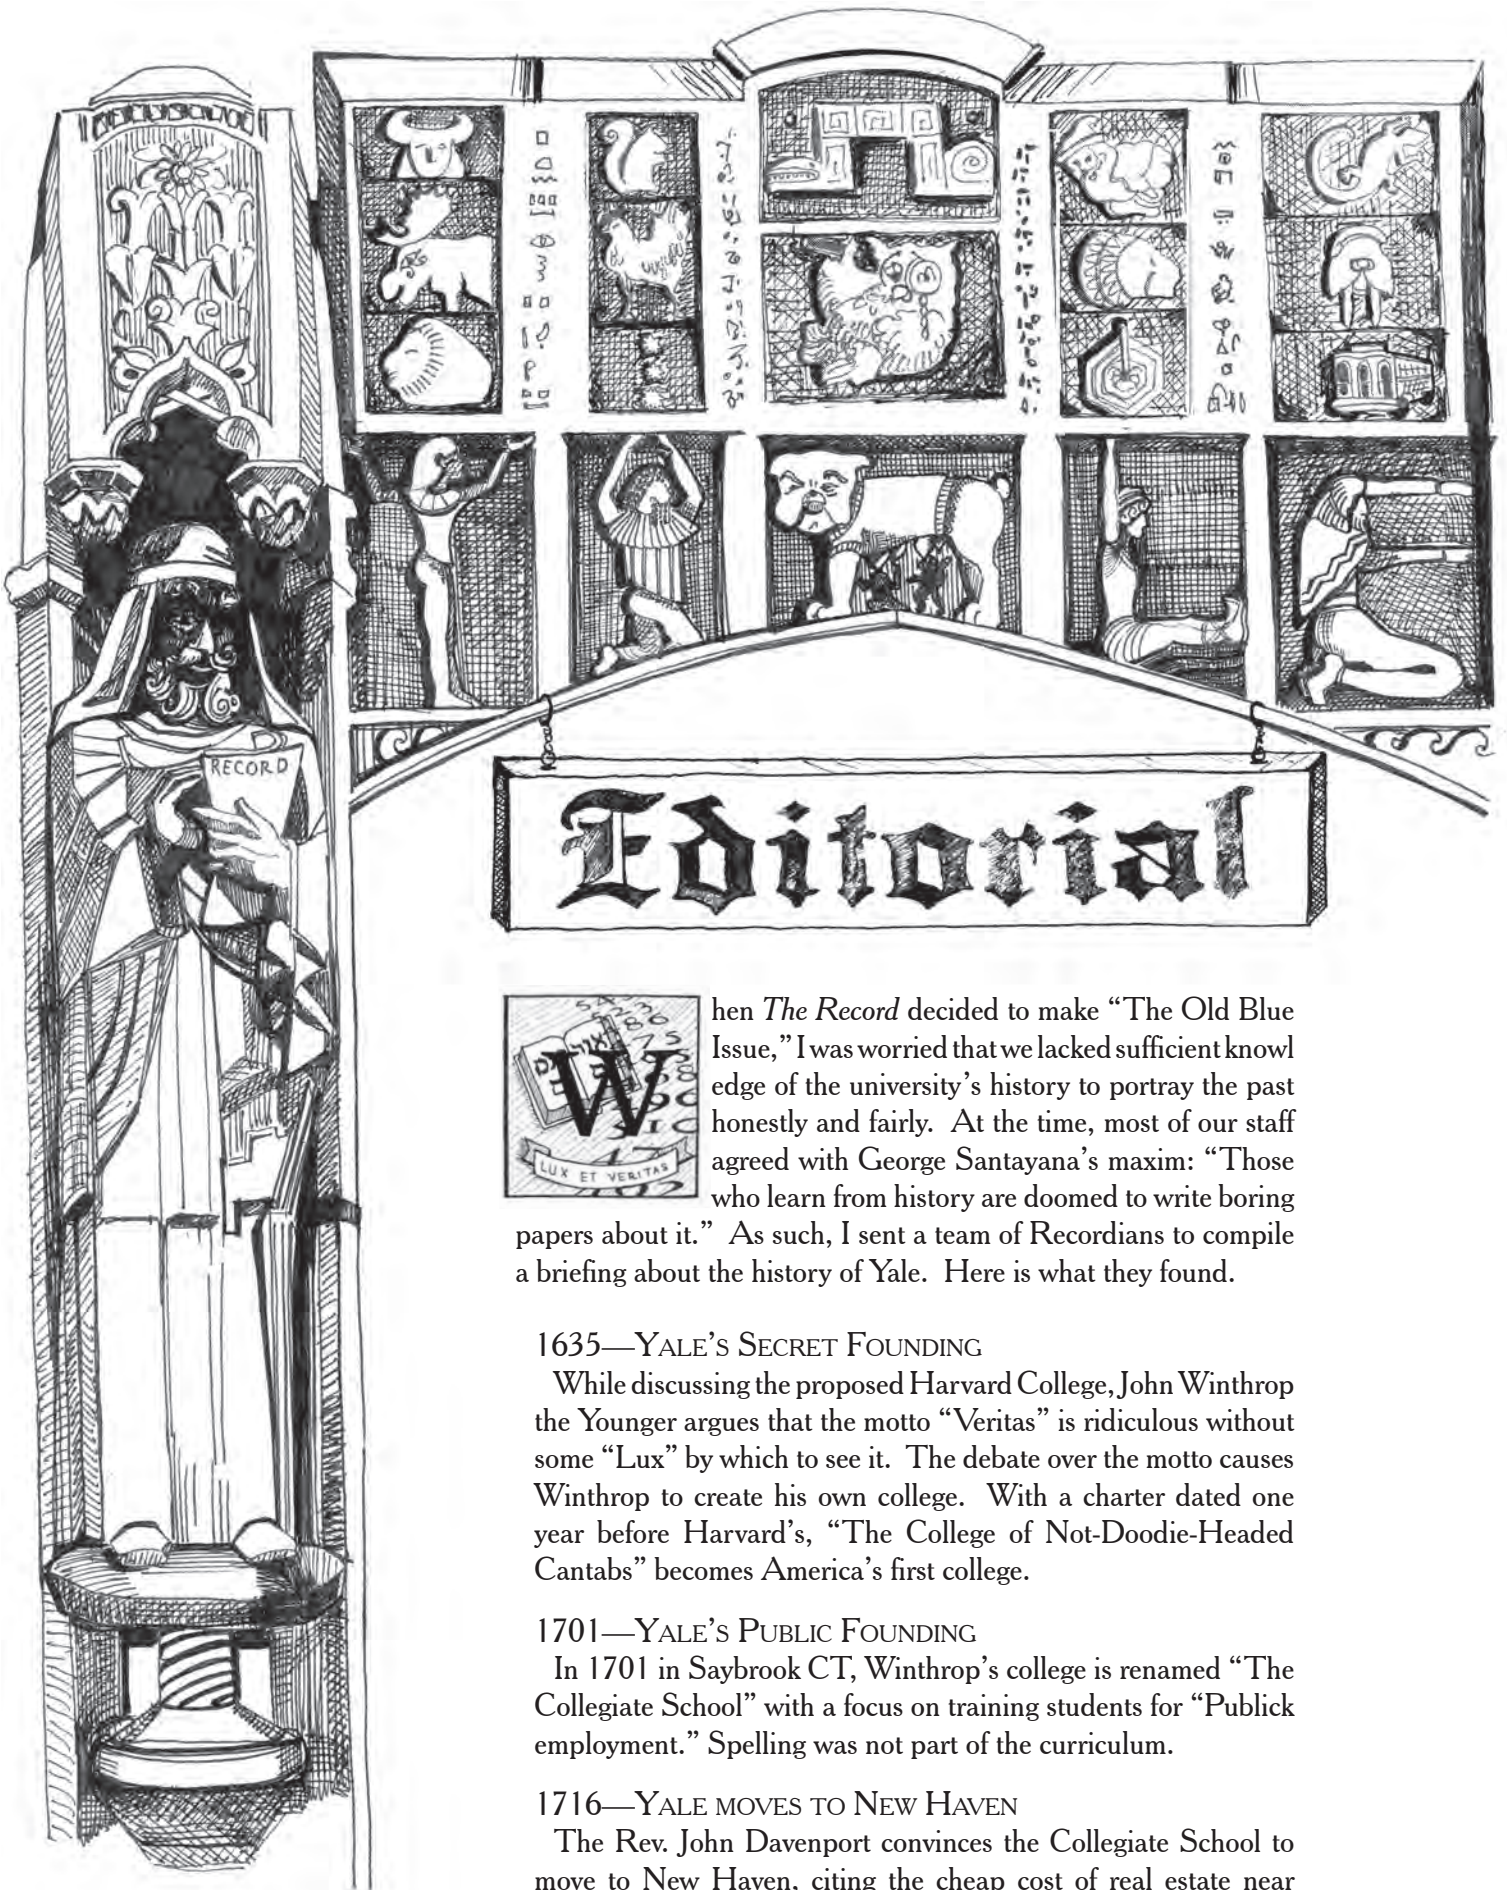 RECORD
Editorial
W
LUX ET VERITAS
hen The Record decided to make “The Old Blue
Issue,” I was worried that we lacked sufficient knowl
edge of the university’s history to portray the past
honestly and fairly.  At the time, most of our staff
agreed with George Santayana’s maxim: “Those
who learn from history are doomed to write boring
papers about it.”  As such, I sent a team of Recordians to compile
a briefing about the history of Yale.  Here is what they found.
1635—Yale’s Secret Founding
While discussing the proposed Harvard College, John Winthrop
the Younger argues that the motto “Veritas” is ridiculous without
some “Lux” by which to see it.  The debate over the motto causes
Winthrop to create his own college.  With a charter dated one
year before Harvard’s, “The College of Not-Doodie-Headed
Cantabs” becomes America’s first college.
1701—Yale’s Public Founding
In 1701 in Saybrook CT, Winthrop’s college is renamed “The
Collegiate School” with a focus on training students for “Publick
employment.” Spelling was not part of the curriculum.
1716—Yale moves to New Haven
The Rev. John Davenport convinces the Collegiate School to
move to New Haven, citing the cheap cost of real estate near